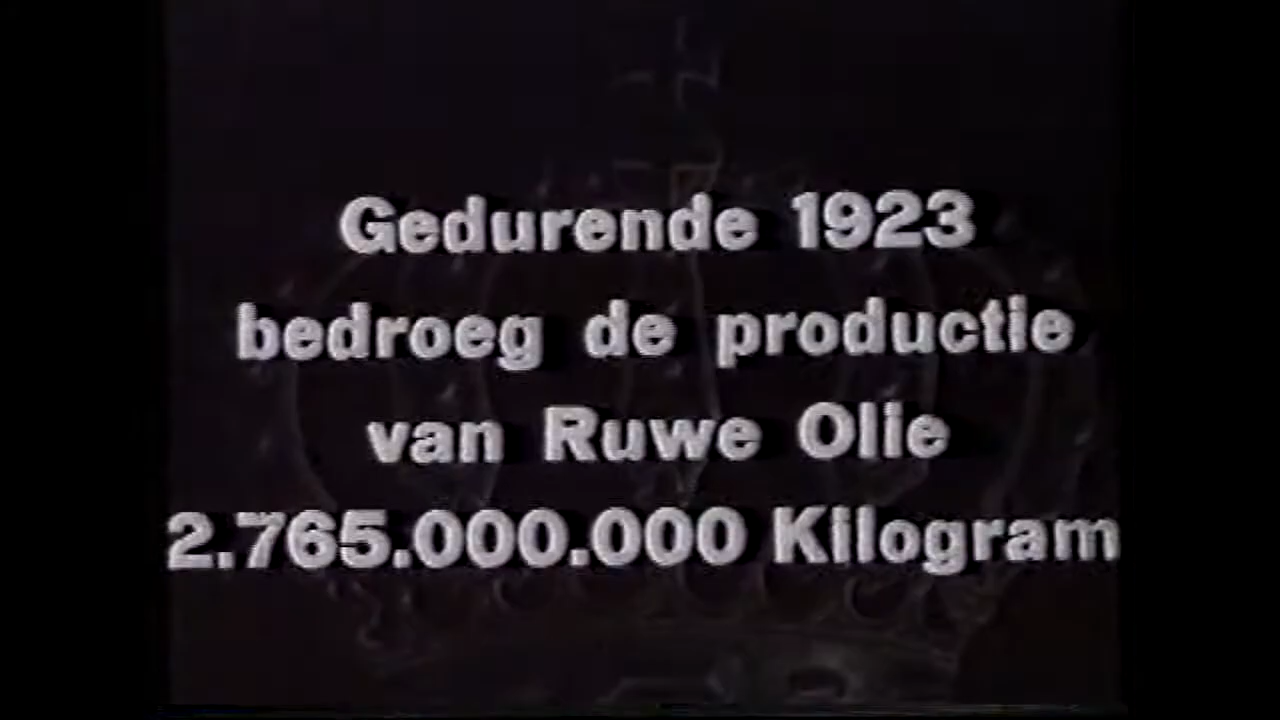 Gedurende 1923
bedroeg de productie
van Ruwe Olie
2.765.000.000 Kilogram